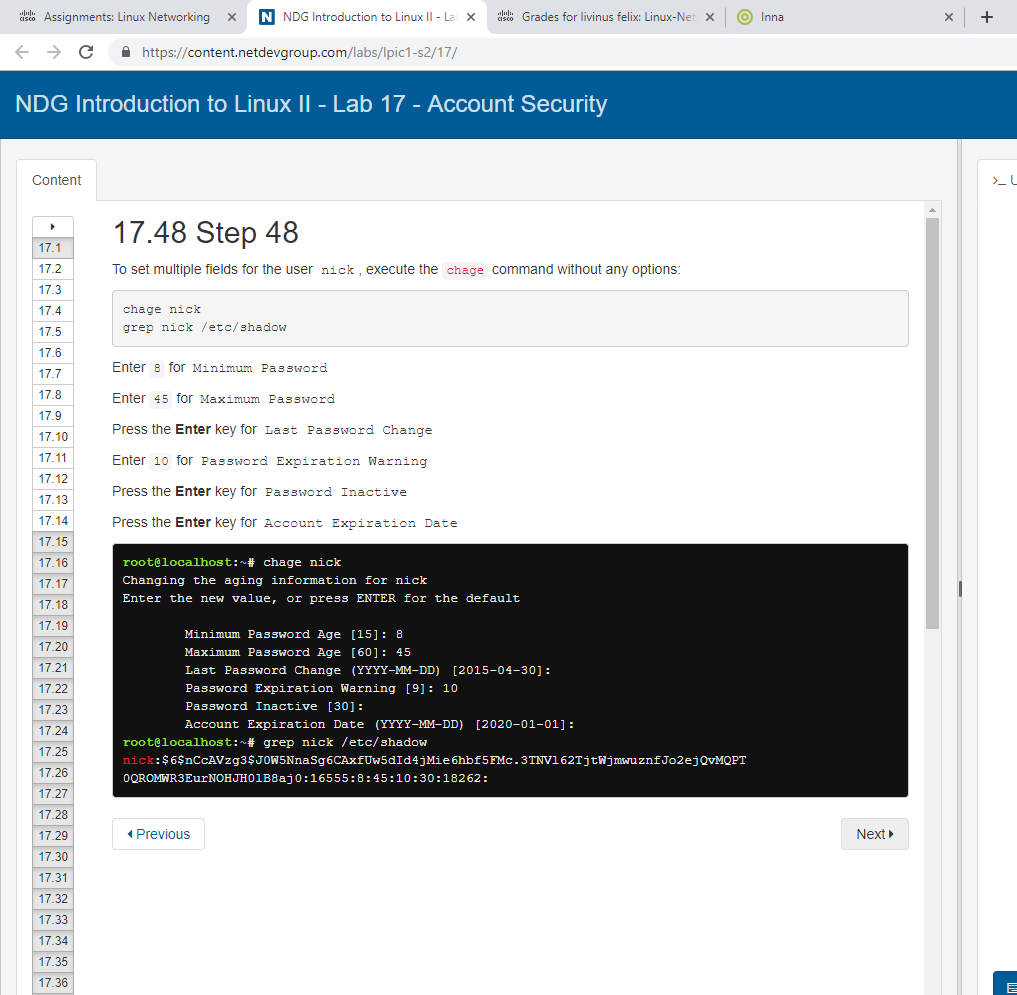 Assignments: Linux Networking
NDG Introduction to Linux II - La
Grades for livinus felix: Linux-Net
Inna
https://content.netdevgroup.com/labs/lpic1-s2/17/
NDG Introduction to Linux II - Lab 17 - Account Security
Content
>_ U
17.1
17.2
17.3
17.4
17.5
17.6
17.7
17.8
17.9
17.10
17.11
17.12
17.13
17.14
17.15
17.16
17.17
17.18
17.19
17.20
17.21
17.22
17.23
17.24
17.25
17.26
17.27
17.28
17.29
17.30
17.31
17.32
17.33
17.34
17.35
17.36
17.48 Step 48
To set multiple fields for the user nick , execute the chage command without any options:
chage nick
grep nick /etc/shadow
Enter 8 for Minimum Password
Enter 45 for Maximum Password
Press the Enter key for Last Password Change
Enter 10 for Password Expiration Warning
Press the Enter key for Password Inactive
Press the Enter key for Account Expiration Date
root@localhost:~# chage nick
Changing the aging information for nick
Enter the new value, or press ENTER for the default
Minimum Password Age [15]: 8
Maximum Password Age [60]: 45
Last Password Change (YYYY-MM-DD) [2015-04-30]:
Password Expiration Warning [9]: 10
Password Inactive [30]:
Account Expiration Date (YYYY-MM-DD) [2020-01-01]:
root@localhost:~# grep nick /etc/shadow
nick:$6$nCcAVzg3$J0W5NnaSg6CAxfUw5dId4jMie6hbf5FMc.3TNVl62TjtWjmwuznfJo2ejQvMQPT
0QROMWR3EurNOHJH0lB8aj0:16555:8:45:10:30:18262:
Previous
Next